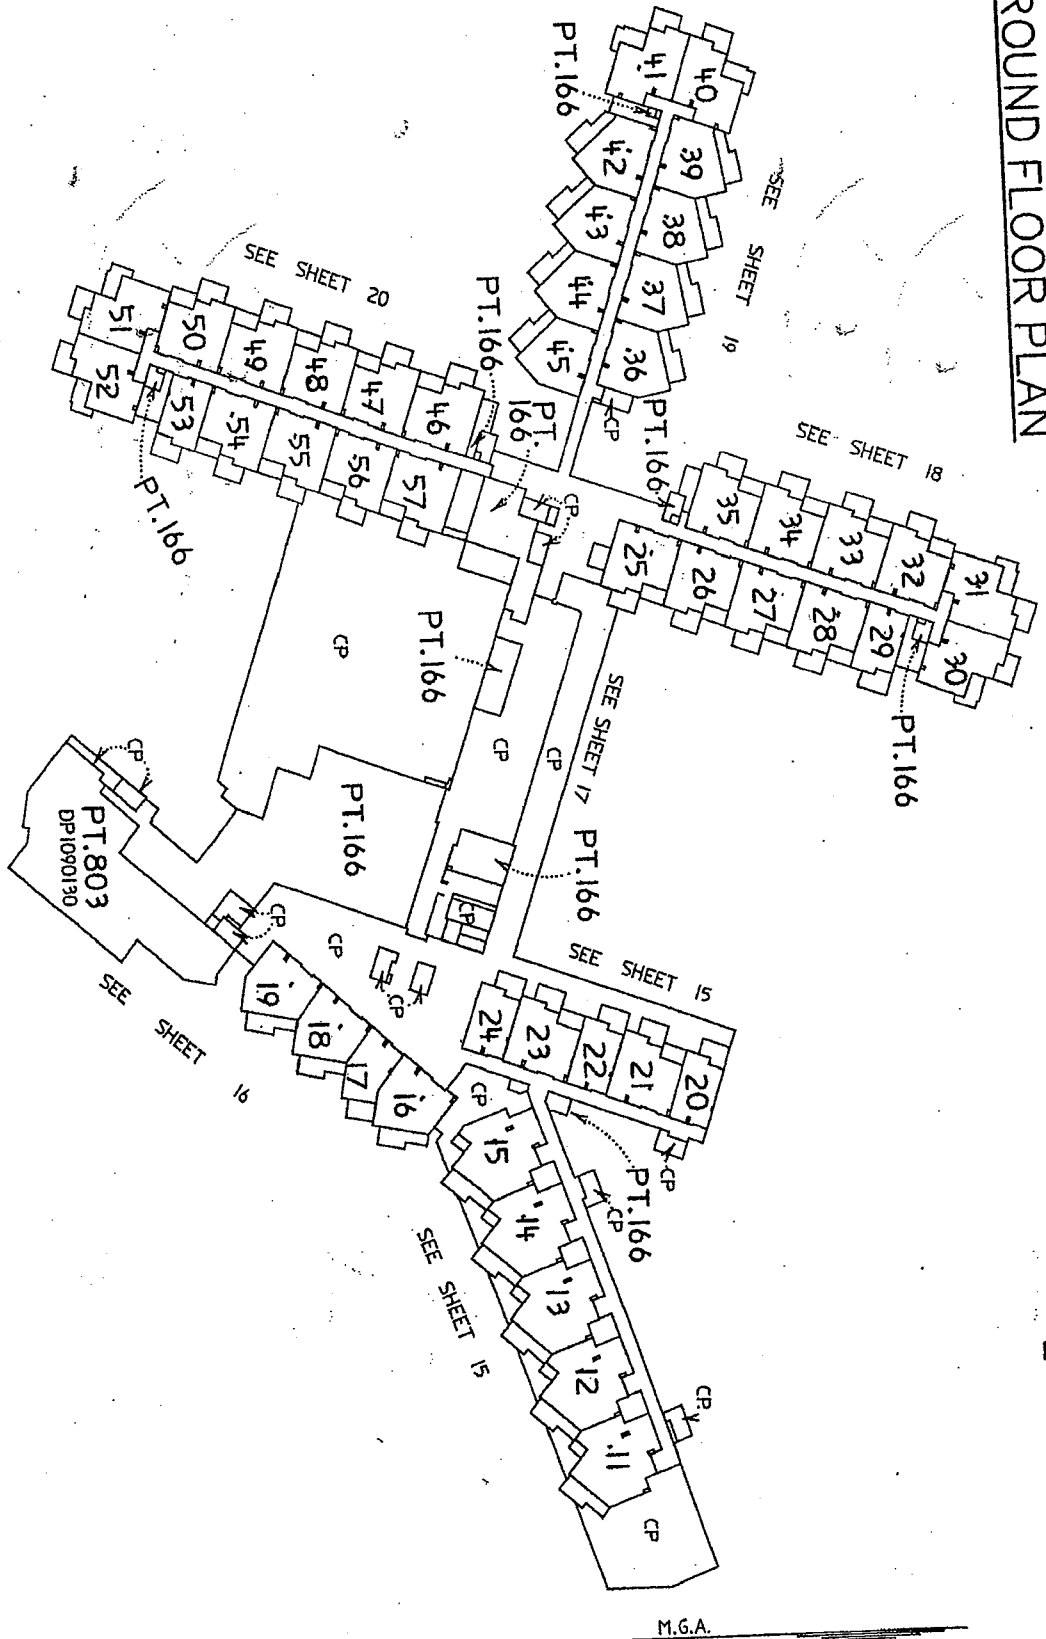 ROUND FLOOR PLAN
PT.166
41
40
42
39
43
38
44
37
45
36
SEE SHEET 19
CP
PT.166
SEE SHEET 20
51
50
49
48
47
46
52
53
54
55
56
57
PT.166
PT.
166
PT.166
CP
SEE SHEET 18
35
34
33
32
31
25
26
27
28
29
30
PT.166
CP
PT.166
CP
CP
SEE SHEET 17
PT.166
PT.166
CP
CP
PT.803
DP1090130
CP
CP
CP
SEE SHEET 16
19
18
17
16
SEE SHEET 15
24
23
22
21
20
CP
PT.166
CP
CP
15
14
13
12
11
SEE SHEET 15
CP
CP
M.G.A.